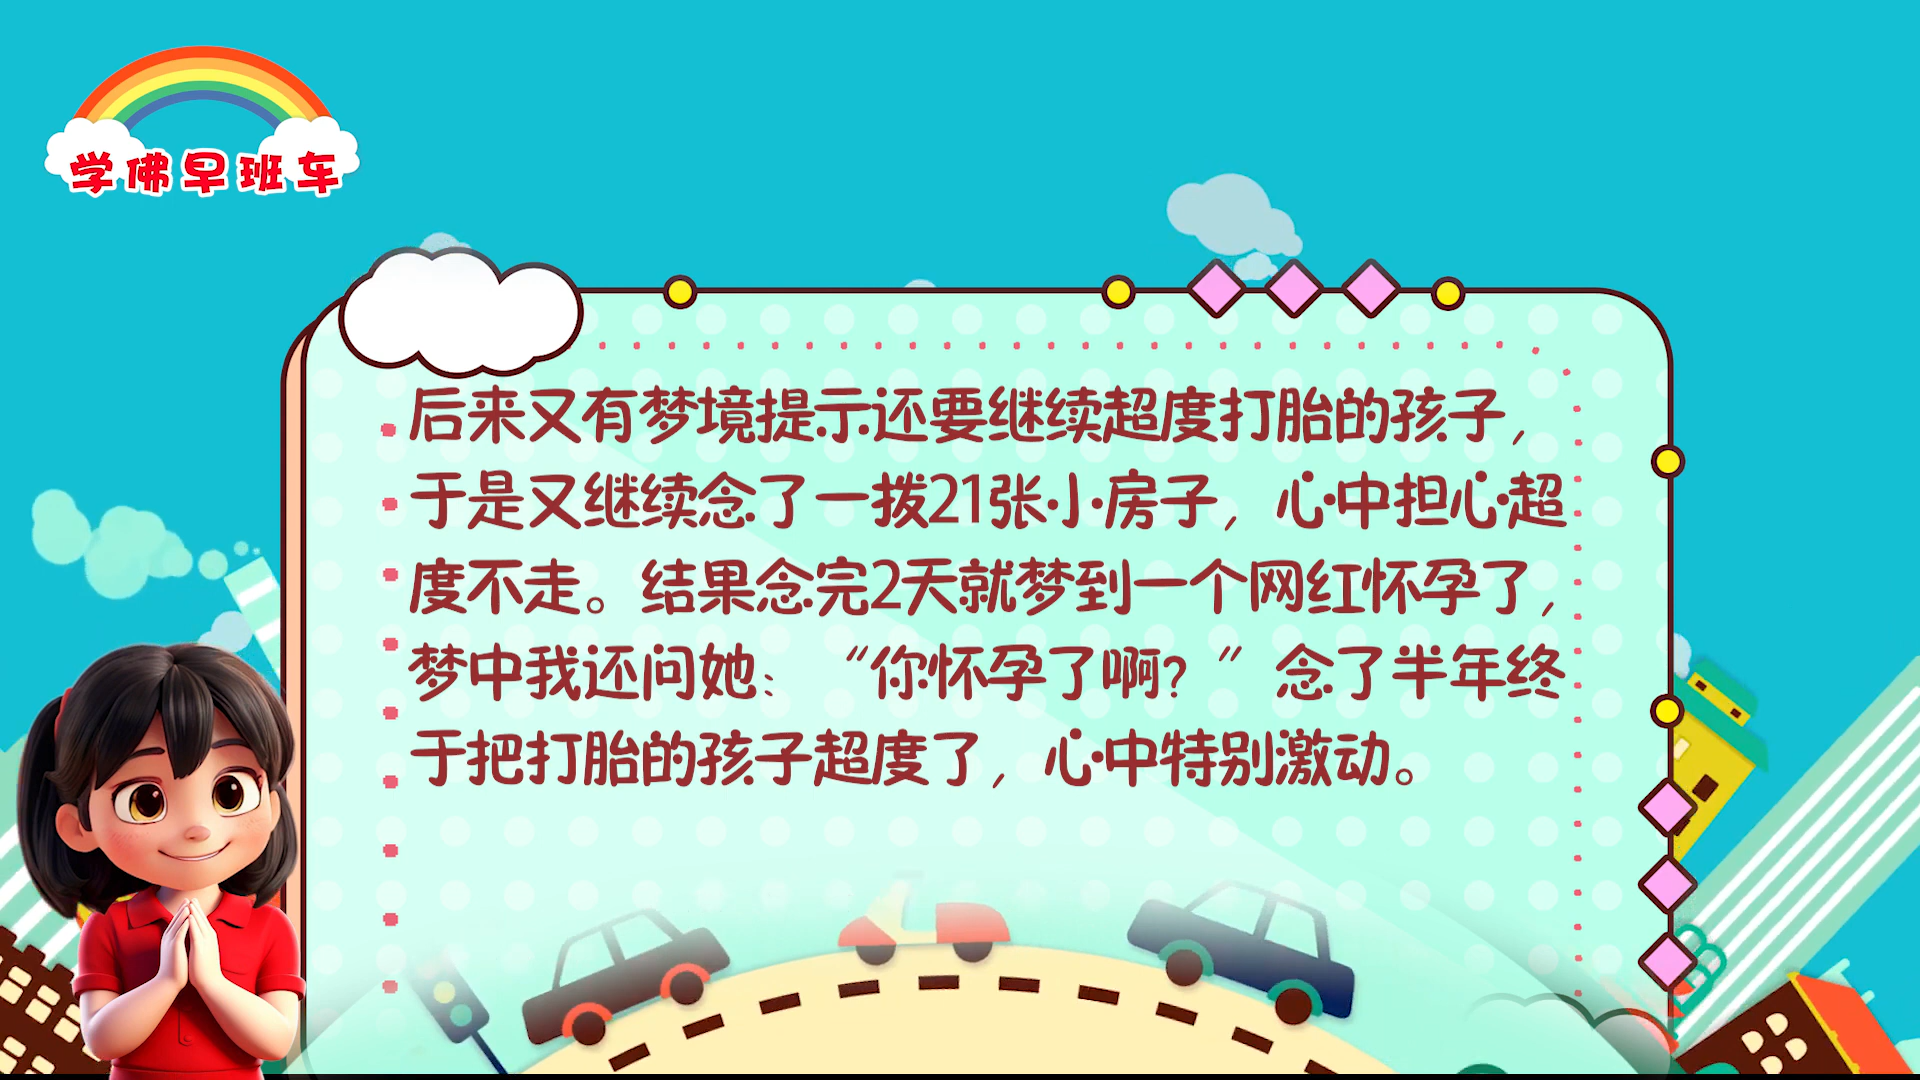 学佛早班车
后来又有梦境提示还要继续超度打胎的孩子，
于是又继续念了一拨21张小房子，心中担心超
度不走。结果念完2天就梦到一个网红怀孕了，
梦中我还问她：“你怀孕了啊？”念了半年终
于把打胎的孩子超度了，心中特别激动。